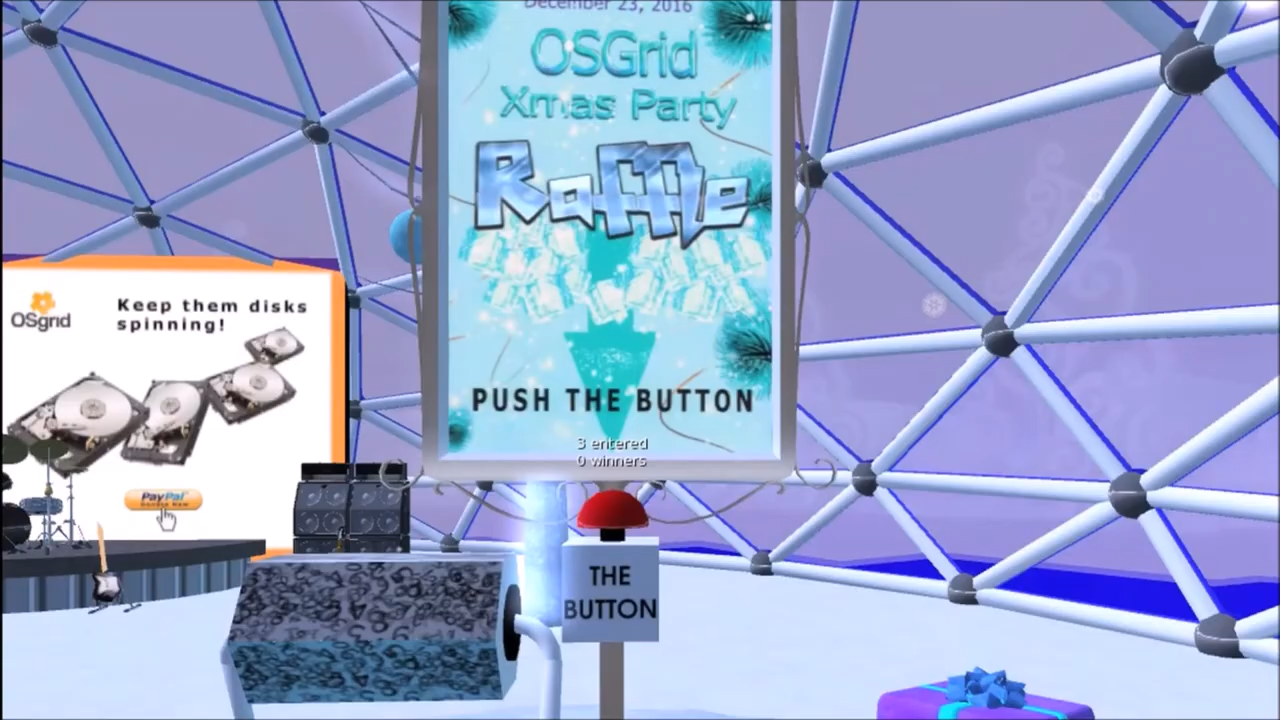 December 23, 2016
OSGrid
Xmas Party
Raffle
PUSH THE BUTTON
3 entered
0 winners
THE
BUTTON
OSgrid
Keep them disks
spinning!
PayPal